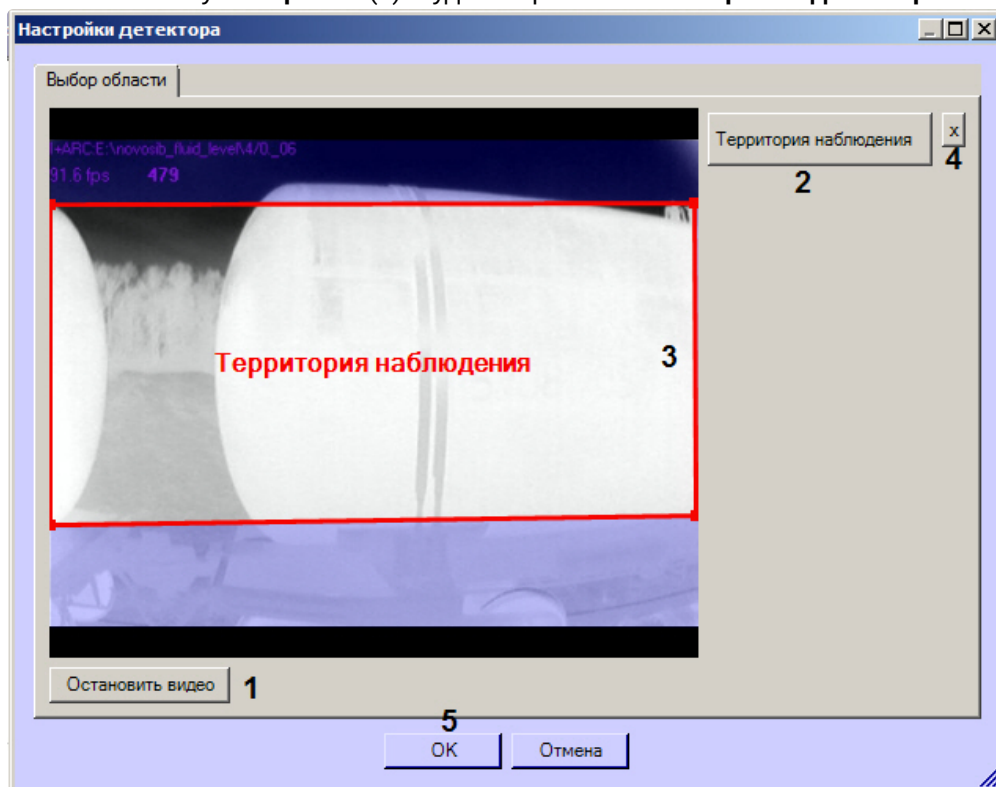 Настройки детектора
Выбор области
I+ARC:E:\novosib_fluid_level\4/0._06
91.6 fps 479
Территория наблюдения
x
2
4
Территория наблюдения
3
Остановить видео
1
5
OK
Отмена